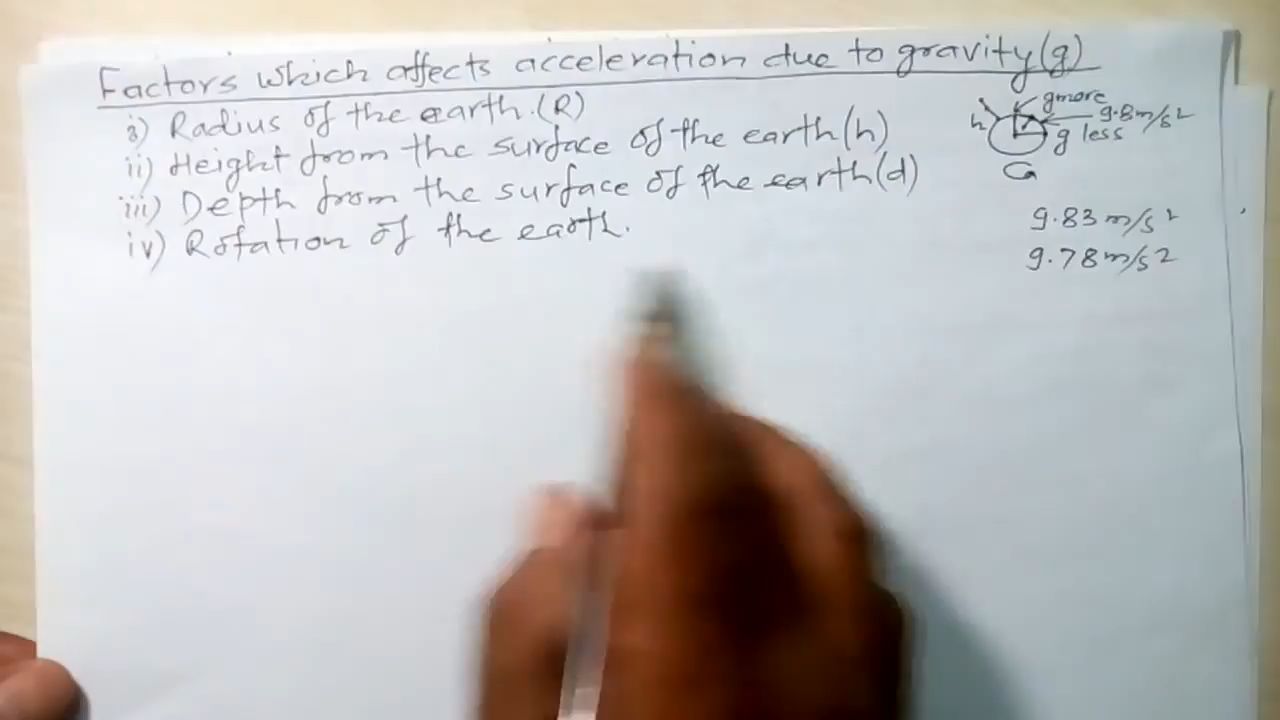 Factors which affects acceleration due to gravity(g)
i) Radius of the earth.(R)
ii) Height from the surface of the earth(h)
iii) Depth from the surface of the earth(d)
iv) Rotation of the earth.
g more
h
9.8m/s²
g less
G
9.83 m/s²
9.78 m/s²